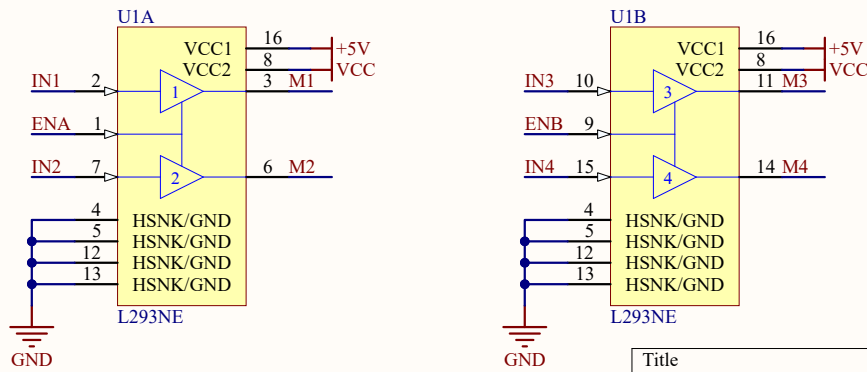 U1A
VCC1 16 +5V
VCC2 8 VCC
IN1 2 1 3 M1
ENA 1
IN2 7 2 6 M2
4 HSNK/GND
5 HSNK/GND
12 HSNK/GND
13 HSNK/GND
L293NE
GND
U1B
VCC1 16 +5V
VCC2 8 VCC
IN3 10 3 11 M3
ENB 9
IN4 15 4 14 M4
4 HSNK/GND
5 HSNK/GND
12 HSNK/GND
13 HSNK/GND
L293NE
GND
Title